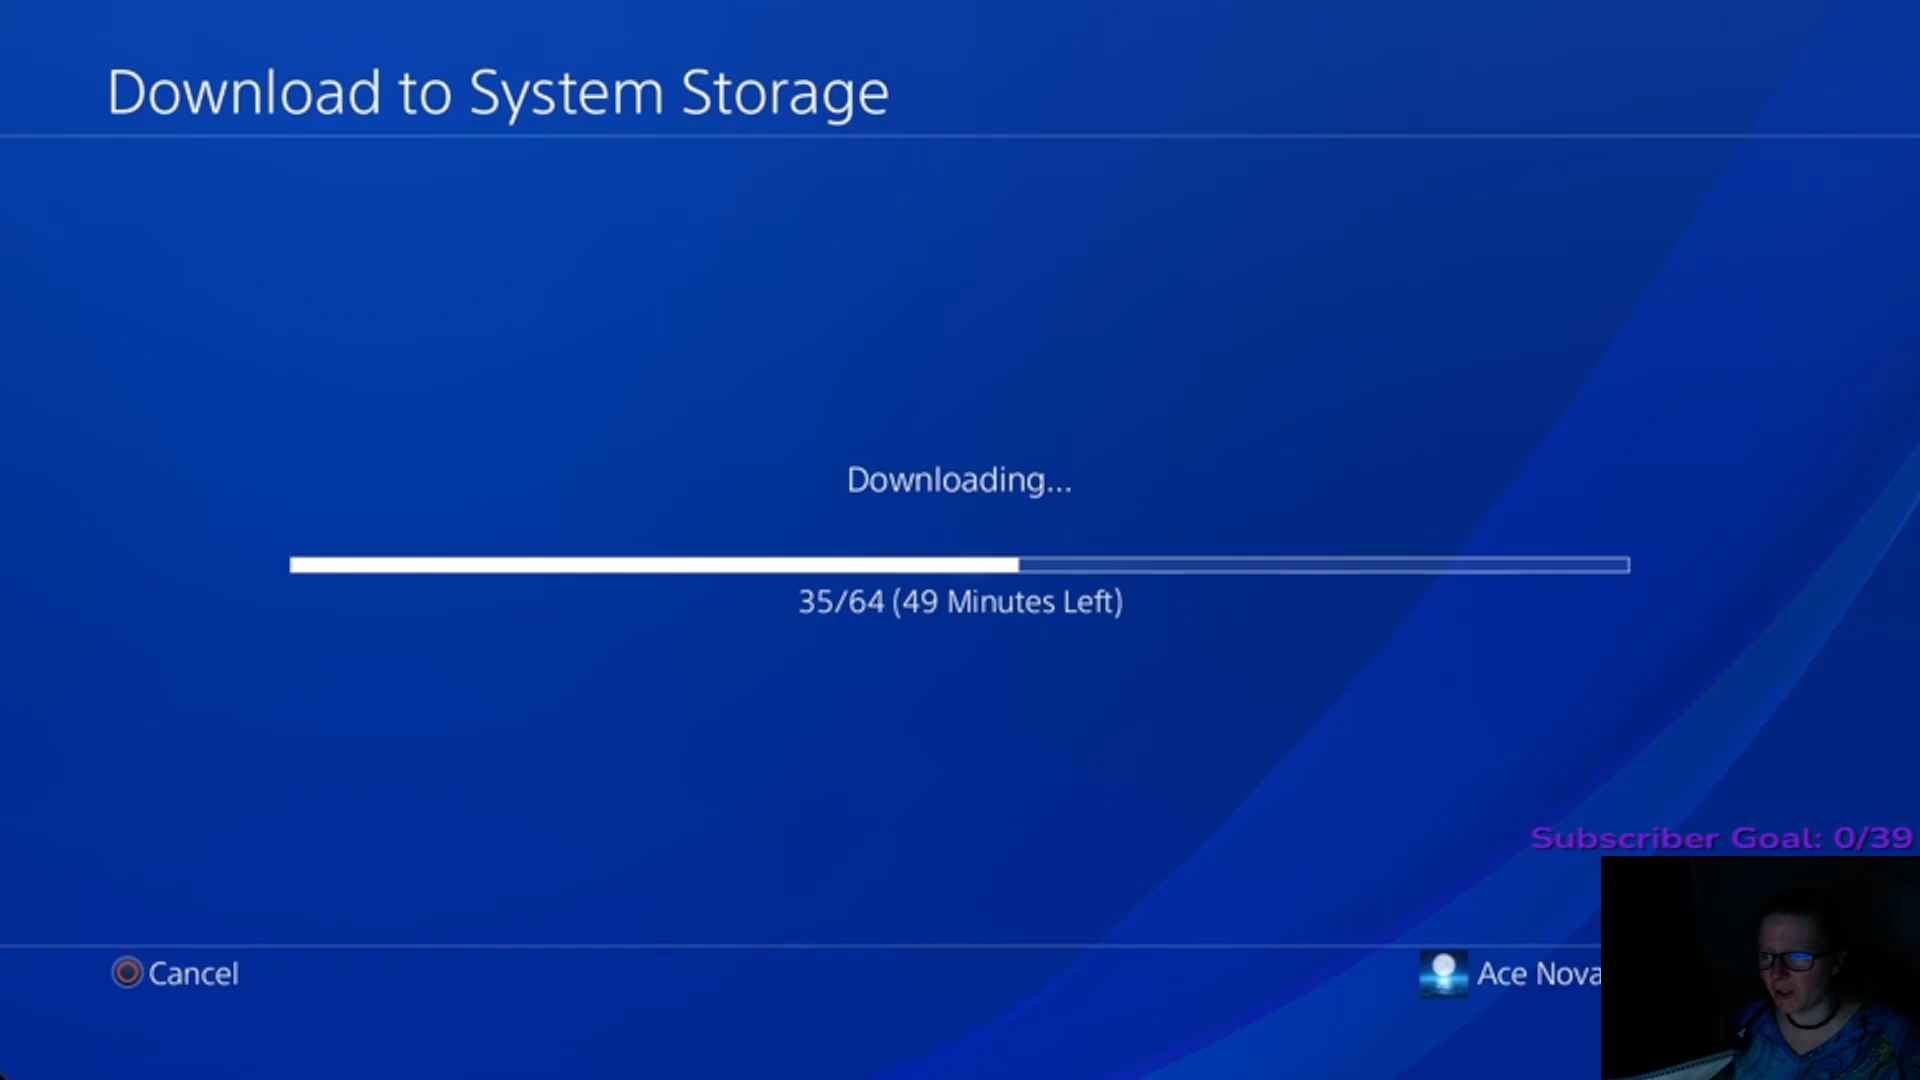 Download to System Storage
Downloading...
35/64 (49 Minutes Left)
Subscriber Goal: 0/39
Cancel
Ace Nova